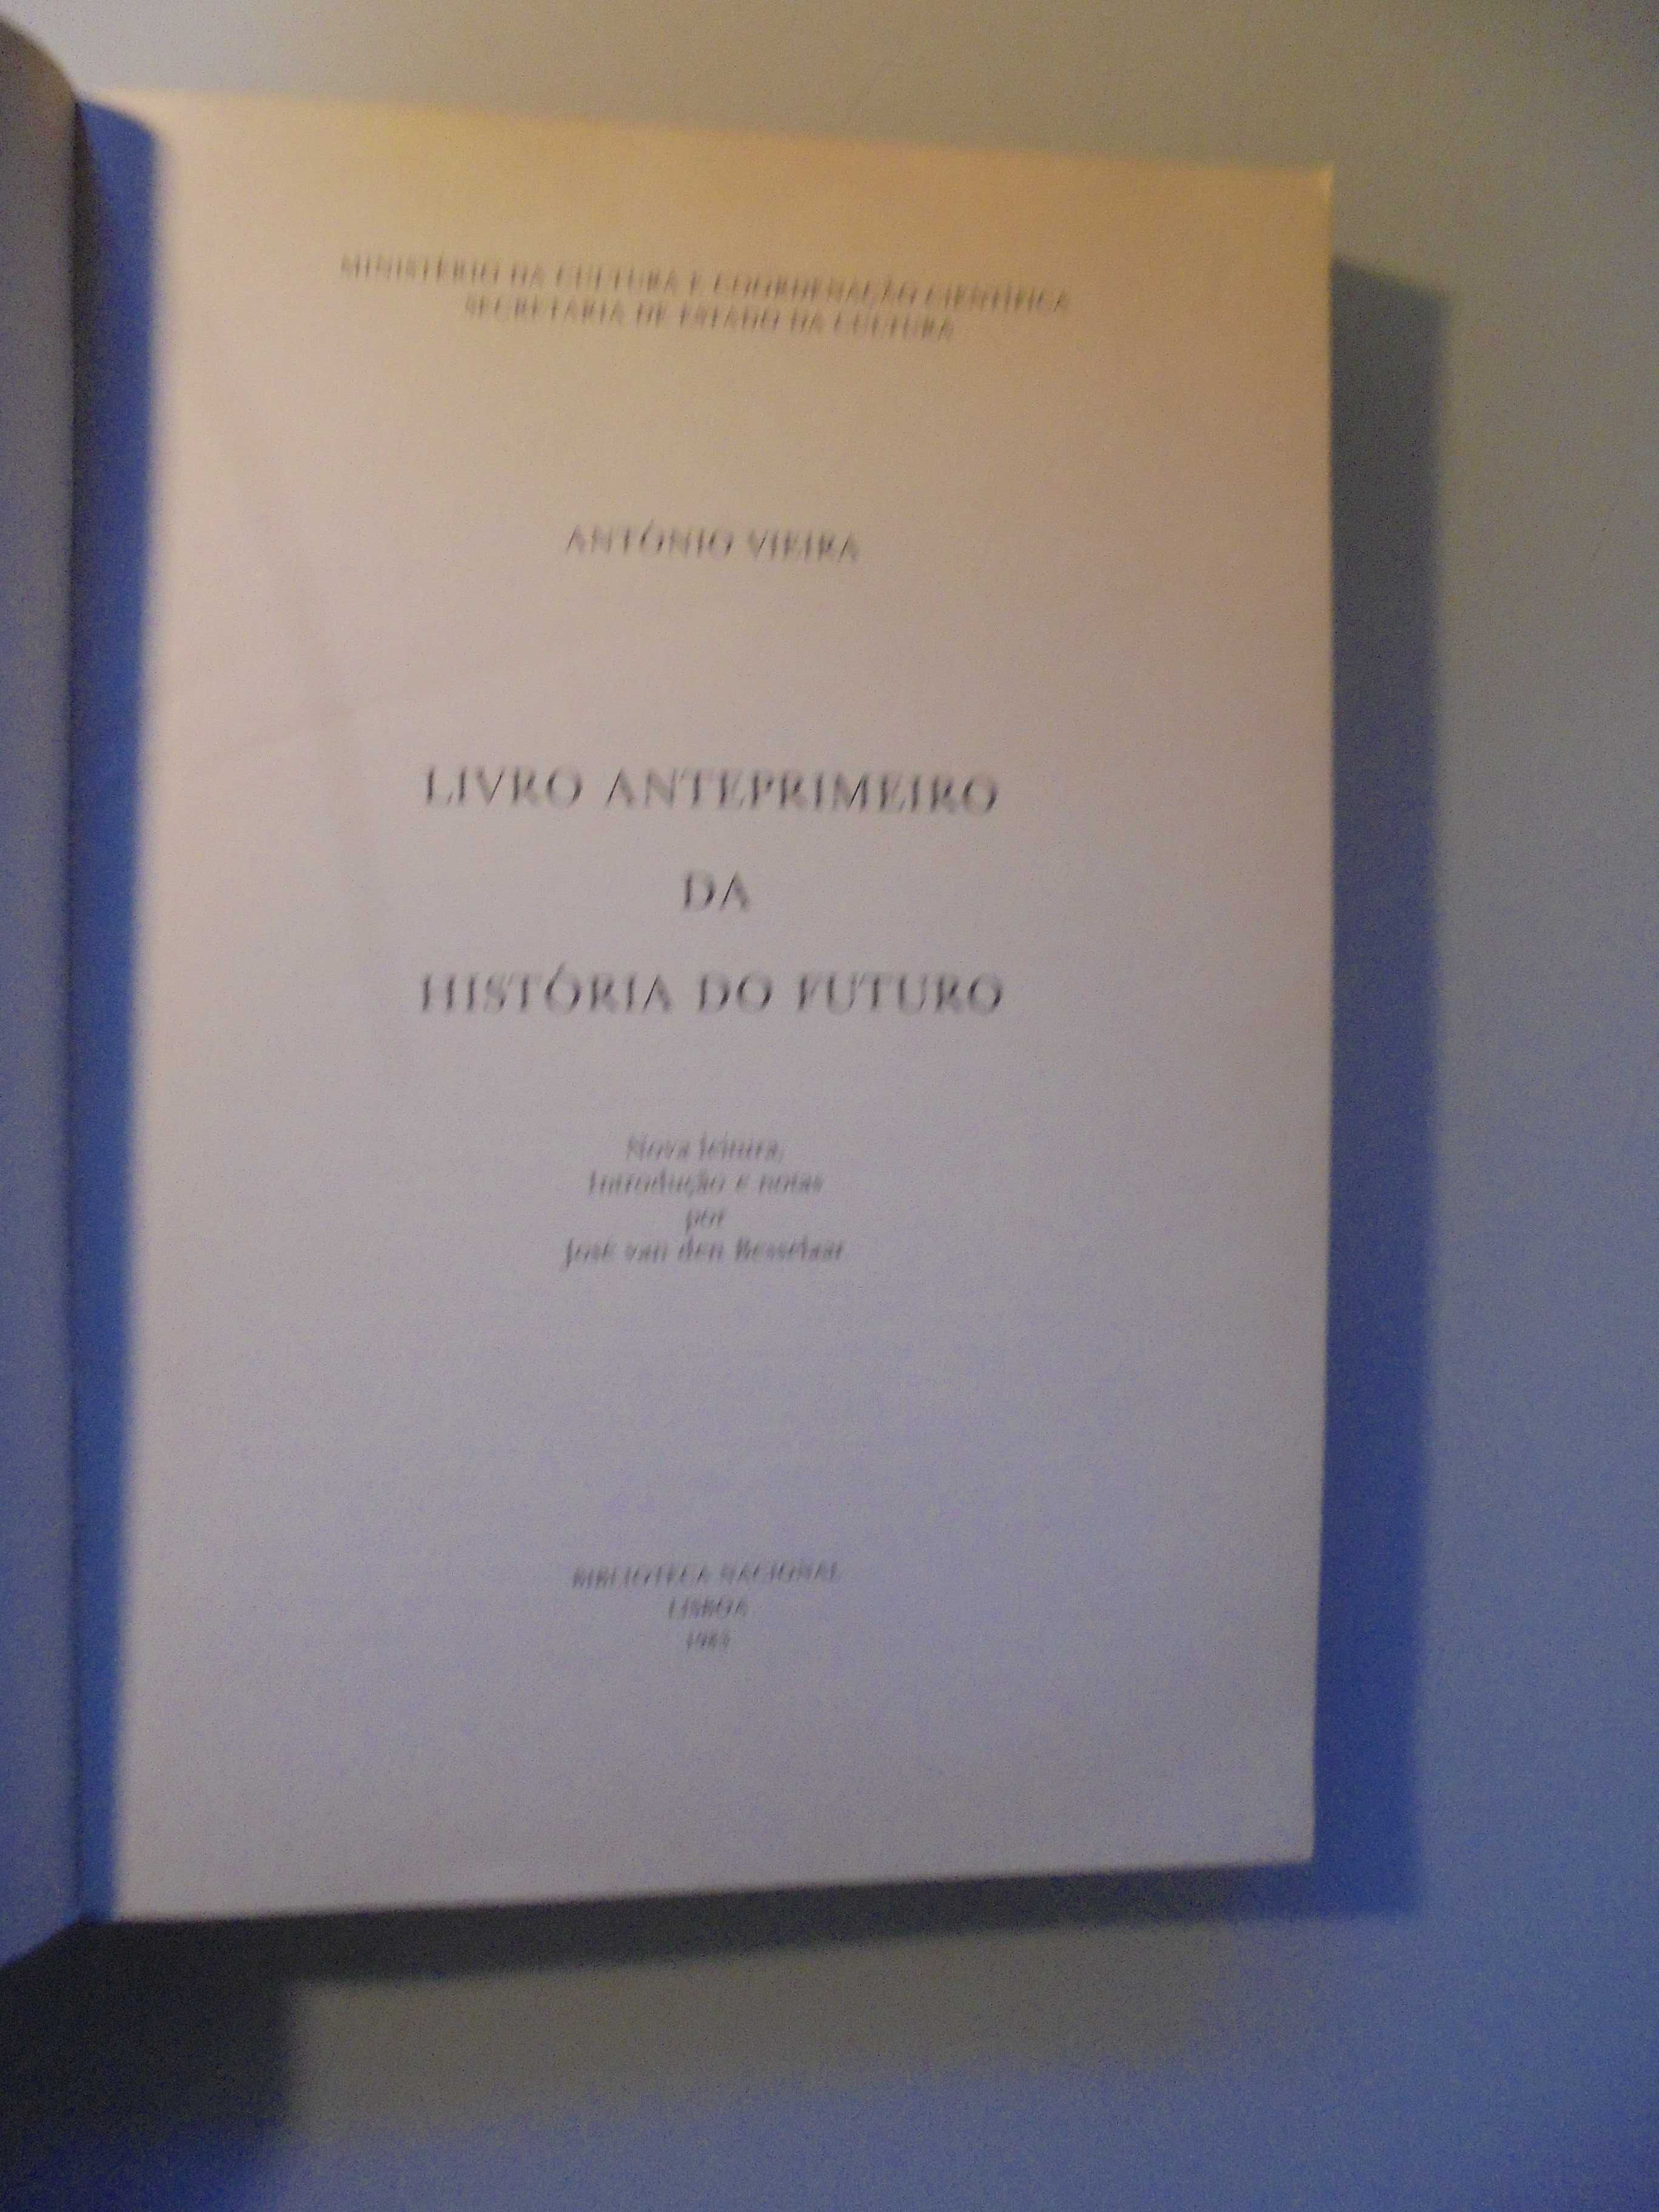 MINISTÉRIO DA CULTURA E COORDENAÇÃO CIENTÍFICA
SECRETARIA DE ESTADO DA CULTURA
ANTÓNIO VIEIRA
LIVRO ANTEPRIMEIRO
DA
HISTÓRIA DO FUTURO
Nova leitura,
Introdução e notas
por
José van den Besselaar
BIBLIOTECA NACIONAL
LISBOA